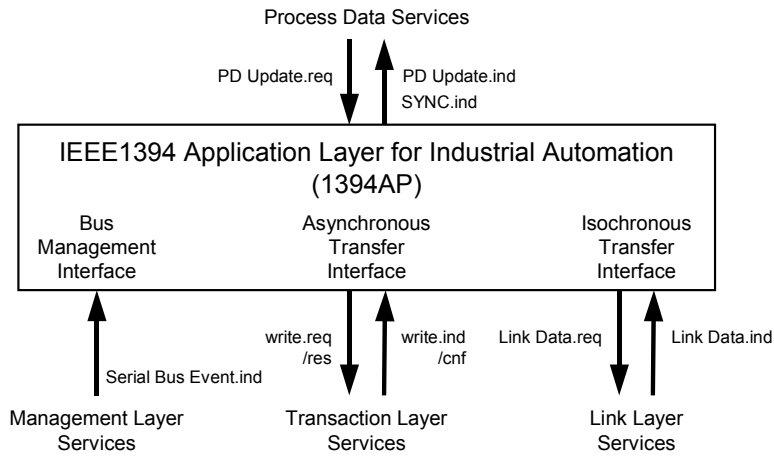 Process Data Services
PD Update.req
PD Update.ind
SYNC.ind
IEEE1394 Application Layer for Industrial Automation
(1394AP)
Bus
Management
Interface
Asynchronous
Transfer
Interface
Isochronous
Transfer
Interface
write.req
/res
write.ind
/cnf
Link Data.req
Link Data.ind
Serial Bus Event.ind
Management Layer
Services
Transaction Layer
Services
Link Layer
Services